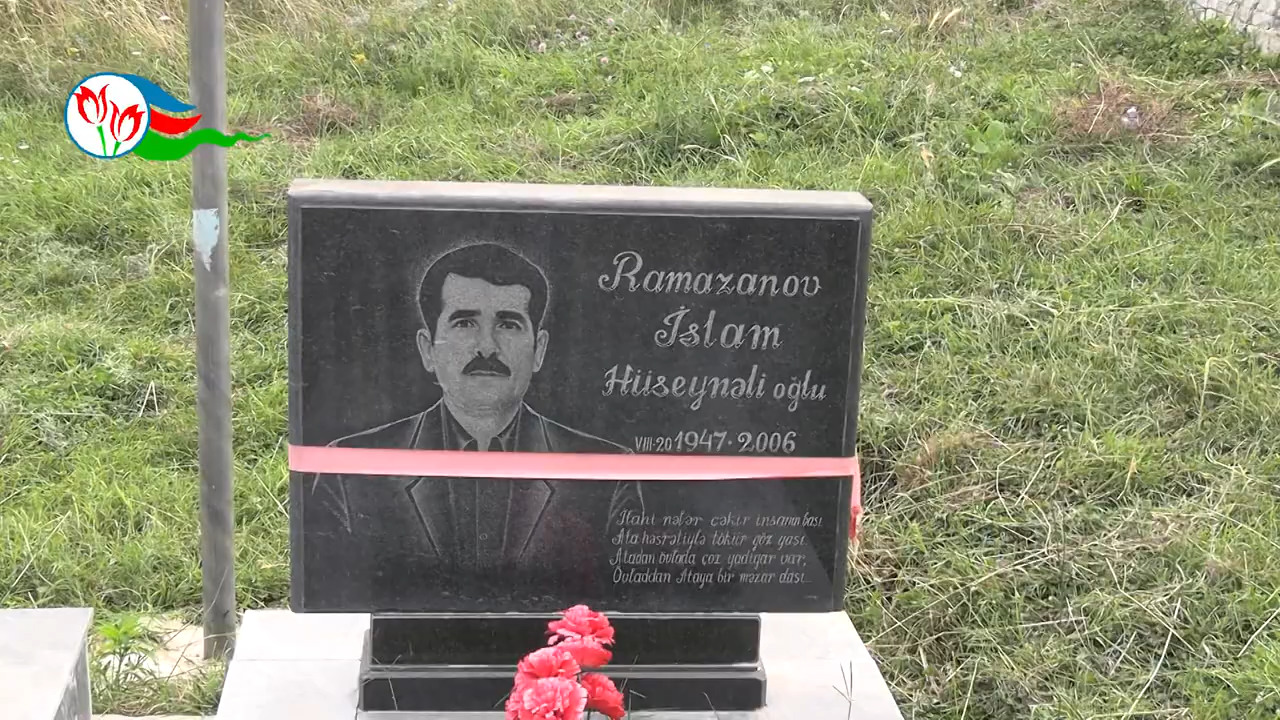 Ramazanov
İslam
Hüseynəli oğlu
VIII-20 1947-2006
İlahi nələr çəkir insanın başı
Ata həsrətiylə tökür göz yaşı
Atadan övlada çox yadigar var,
Övladdan Ataya bir məzar daşı...